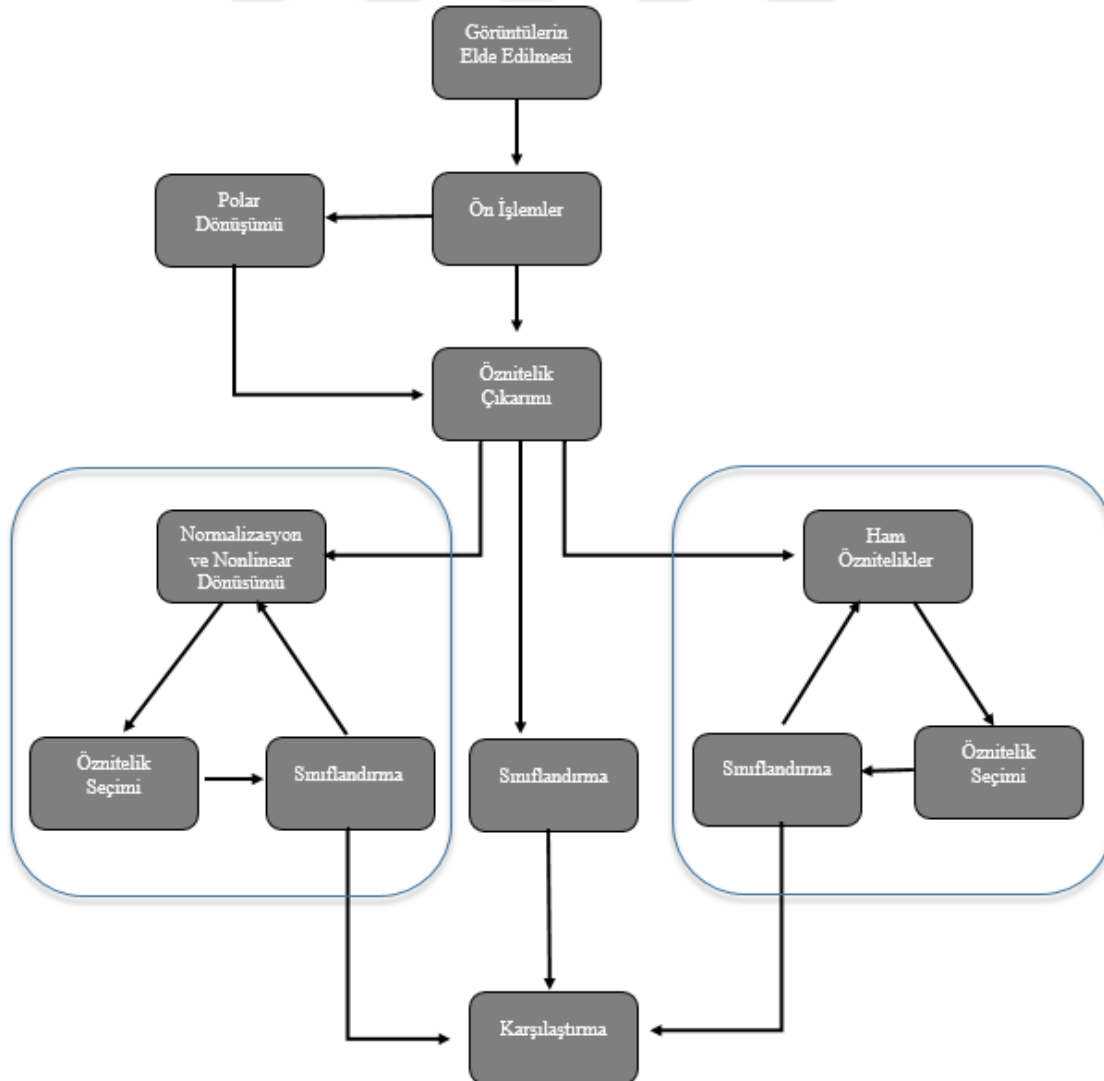 Görüntülerin
Elde Edilmesi
Polar
Dönüşümü
Ön İşlemler
Öznitelik
Çıkarımı
Normalizasyon
ve Nonlinear
Dönüsümü
Ham
Öznitelikler
Öznitelik
Seçimi
Sınıflandırma
Sınıflandırma
Sınıflandırma
Öznitelik
Seçimi
Karşılaştırma